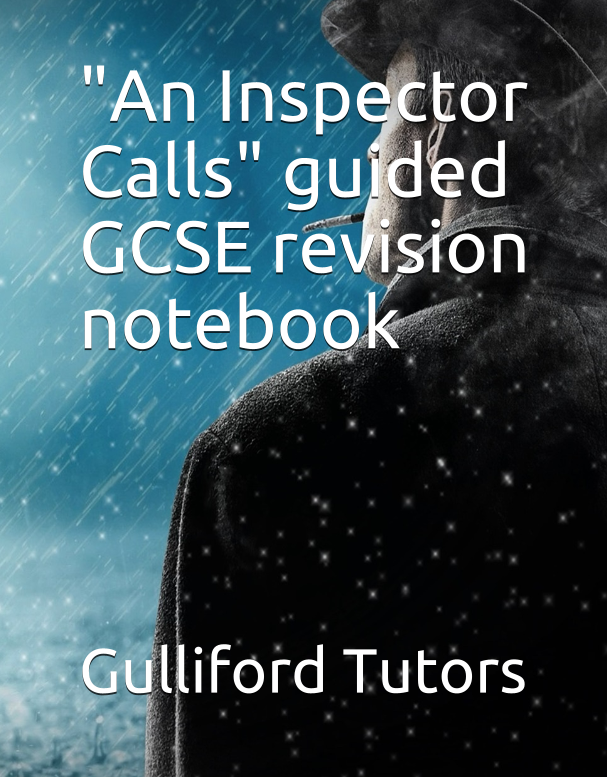 "An Inspector
Calls" guided
GCSE revision
notebook
Gulliford Tutors